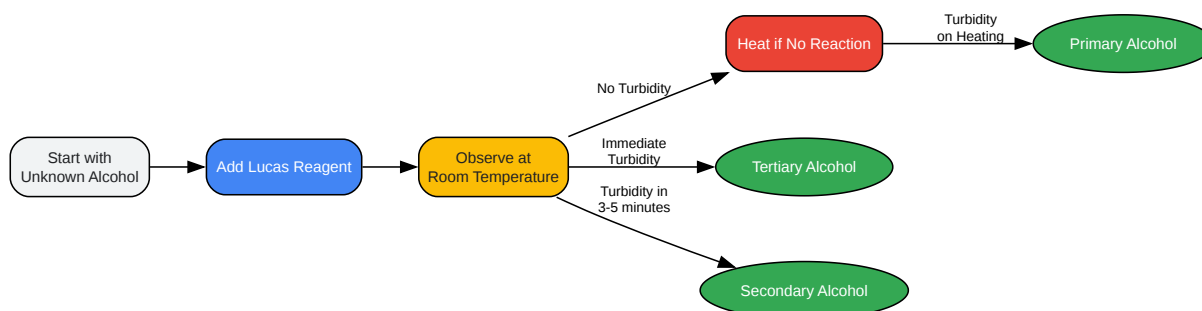 Start with
Unknown Alcohol
Add Lucas Reagent
Observe at
Room Temperature
No Turbidity
Heat if No Reaction
Turbidity
on Heating
Primary Alcohol
Immediate
Turbidity
Tertiary Alcohol
Turbidity in
3-5 minutes
Secondary Alcohol